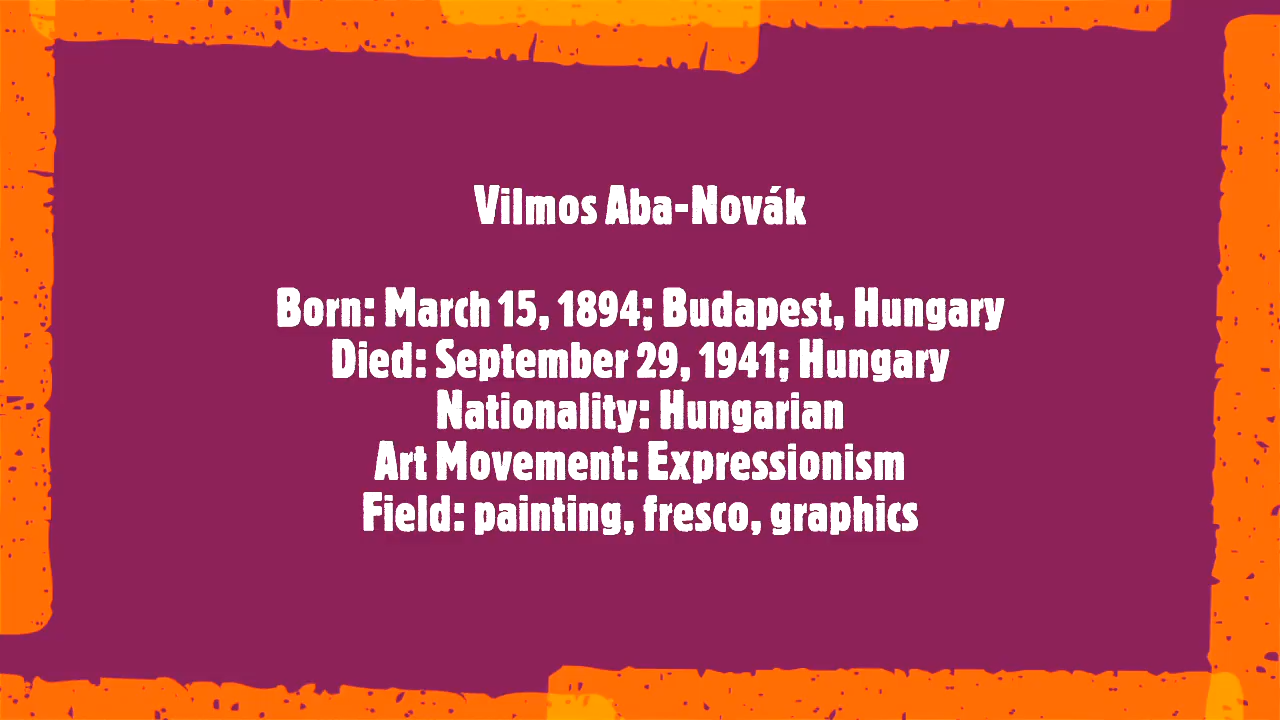 Vilmos Aba-Novák
Born: March 15, 1894; Budapest, Hungary
Died: September 29, 1941; Hungary
Nationality: Hungarian
Art Movement: Expressionism
Field: painting, fresco, graphics